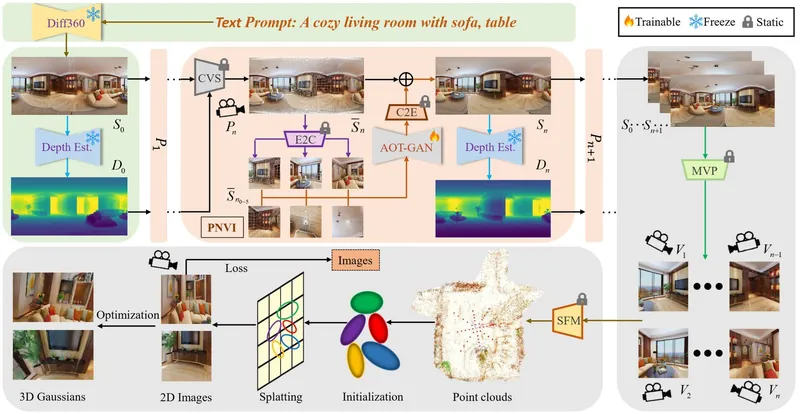 Diff360
Text Prompt: A cozy living room with sofa, table
Trainable
Freeze
Static
S0
Depth Est.
D0
P1
CVS
Pn
S̅n
E2C
S̅n0-5
PNVI
C2E
AOT-GAN
Sn
Depth Est.
Dn
Pn+1
S0 ... Sn+1
MVP
V1
Vn-1
V2
Vn
SFM
Point clouds
Initialization
Splatting
Loss
Images
2D Images
Optimization
3D Gaussians